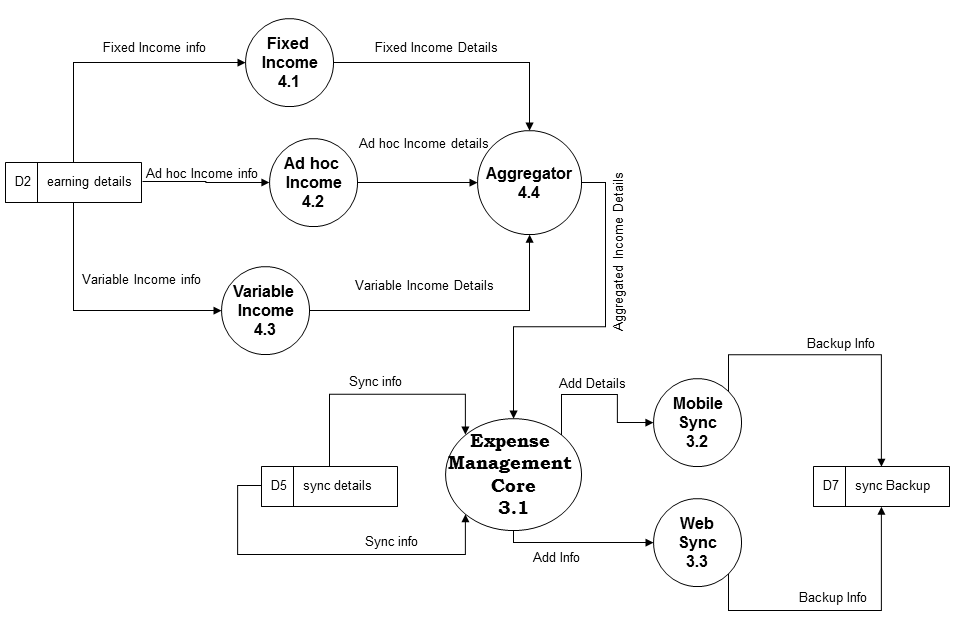 Fixed Income info
Fixed
Income
4.1
Fixed Income Details
D2
earning details
Ad hoc Income info
Ad hoc
Income
4.2
Ad hoc Income details
Aggregator
4.4
Aggregated Income Details
Variable Income info
Variable
Income
4.3
Variable Income Details
Sync info
D5
sync details
Sync info
Expense
Management
Core
3.1
Add Details
Mobile
Sync
3.2
Backup Info
Add Info
Web
Sync
3.3
D7
sync Backup
Backup Info